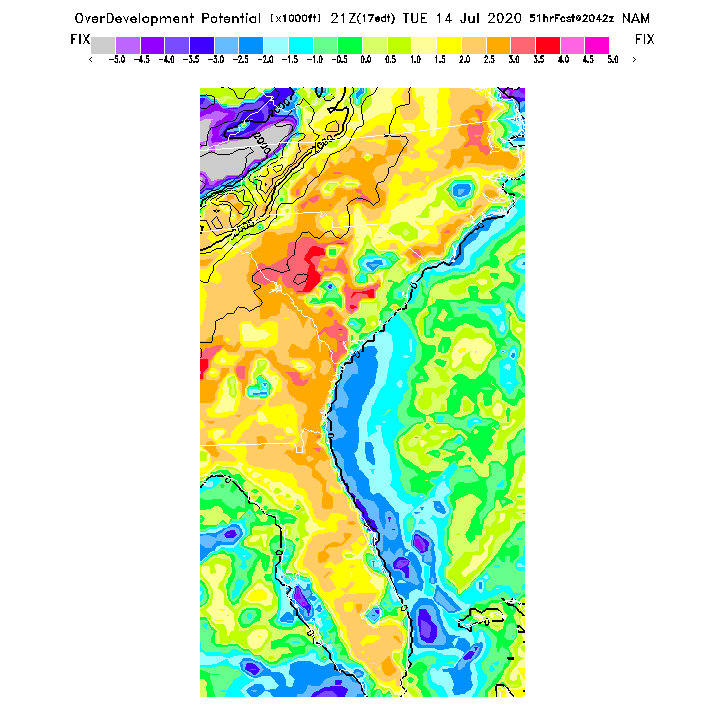 OverDevelopment Potential [x1000ft] 21Z(17edt) TUE 14 Jul 2020 51hrFcst@2042z NAM
FIX FIX
< -5.0 -4.5 -4.0 -3.5 -3.0 -2.5 -2.0 -1.5 -1.0 -0.5 0.0 0.5 1.0 1.5 2.0 2.5 3.0 3.5 4.0 4.5 5.0 >
2000
0